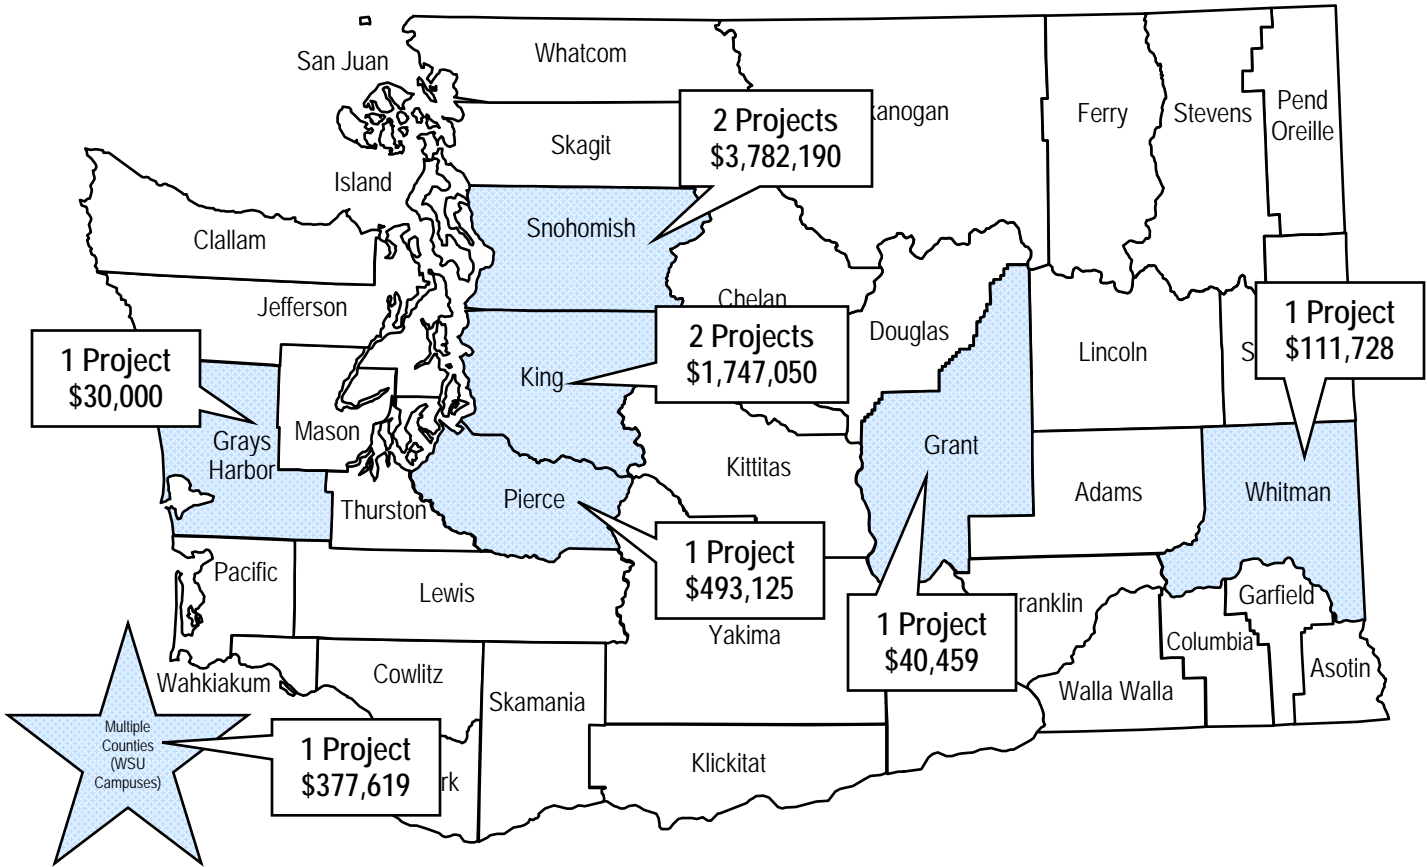 San Juan
Whatcom
Skagit
Island
2 Projects
$3,782,190
kanogan
Ferry
Stevens
Pend
Oreille
Clallam
Snohomish
Jefferson
Chelan
Douglas
Lincoln
S
1 Project
$111,728
1 Project
$30,000
King
2 Projects
$1,747,050
Grays
Harbor
Mason
Kittitas
Grant
Adams
Whitman
Thurston
Pierce
1 Project
$493,125
Pacific
Lewis
Yakima
1 Project
$40,459
ranklin
Garfield
Columbia
Walla Walla
Asotin
Wahkiakum
Cowlitz
Skamania
Klickitat
rk
Multiple
Counties
(WSU
Campuses)
1 Project
$377,619